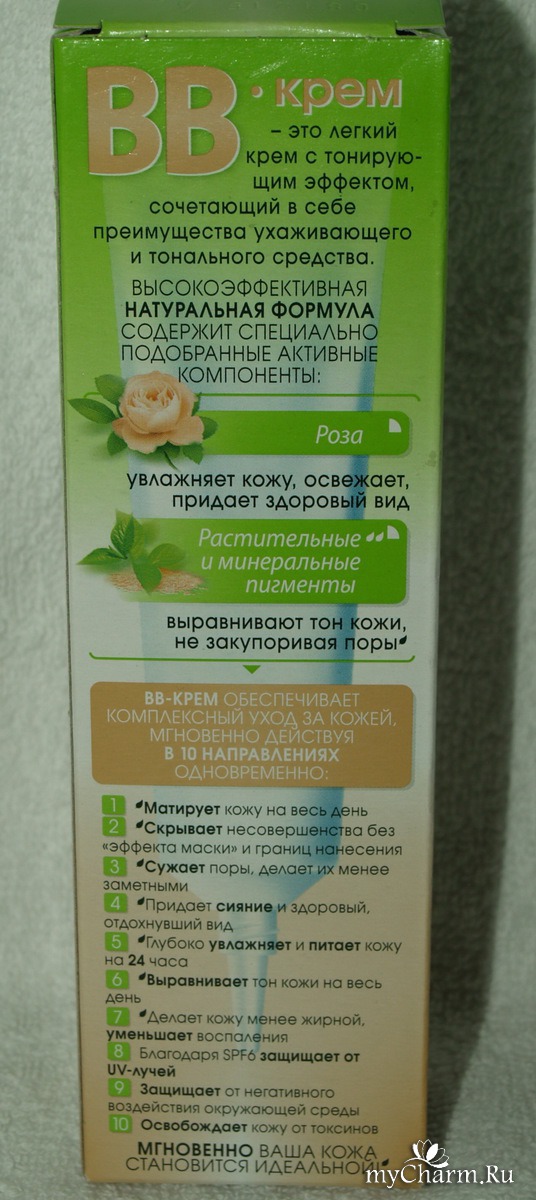 BB • крем
– это легкий
крем с тонирую-
щим эффектом,
сочетающий в себе
преимущества ухаживающего
и тонального средства.
ВЫСОКОЭФФЕКТИВНАЯ
НАТУРАЛЬНАЯ ФОРМУЛА
СОДЕРЖИТ СПЕЦИАЛЬНО
ПОДОБРАННЫЕ АКТИВНЫЕ
КОМПОНЕНТЫ:
Роза
увлажняет кожу, освежает,
придает здоровый вид
Растительные
и минеральные
пигменты
выравнивают тон кожи,
не закупоривая поры
BB-КРЕМ ОБЕСПЕЧИВАЕТ
КОМПЛЕКСНЫЙ УХОД ЗА КОЖЕЙ,
МГНОВЕННО ДЕЙСТВУЯ
В 10 НАПРАВЛЕНИЯХ
ОДНОВРЕМЕННО:
1 Матирует кожу на весь день
2 Скрывает несовершенства без
«эффекта маски» и границ нанесения
3 Сужает поры, делает их менее
заметными
4 Придает сияние и здоровый,
отдохнувший вид
5 Глубоко увлажняет и питает кожу
на 24 часа
6 Выравнивает тон кожи на весь
день
7 Делает кожу менее жирной,
уменьшает воспаления
8 Благодаря SPF6 защищает от
UV-лучей
9 Защищает от негативного
воздействия окружающей среды
10 Освобождает кожу от токсинов
МГНОВЕННО ВАША КОЖА
СТАНОВИТСЯ ИДЕАЛЬНОЙ!
myCharm.Ru